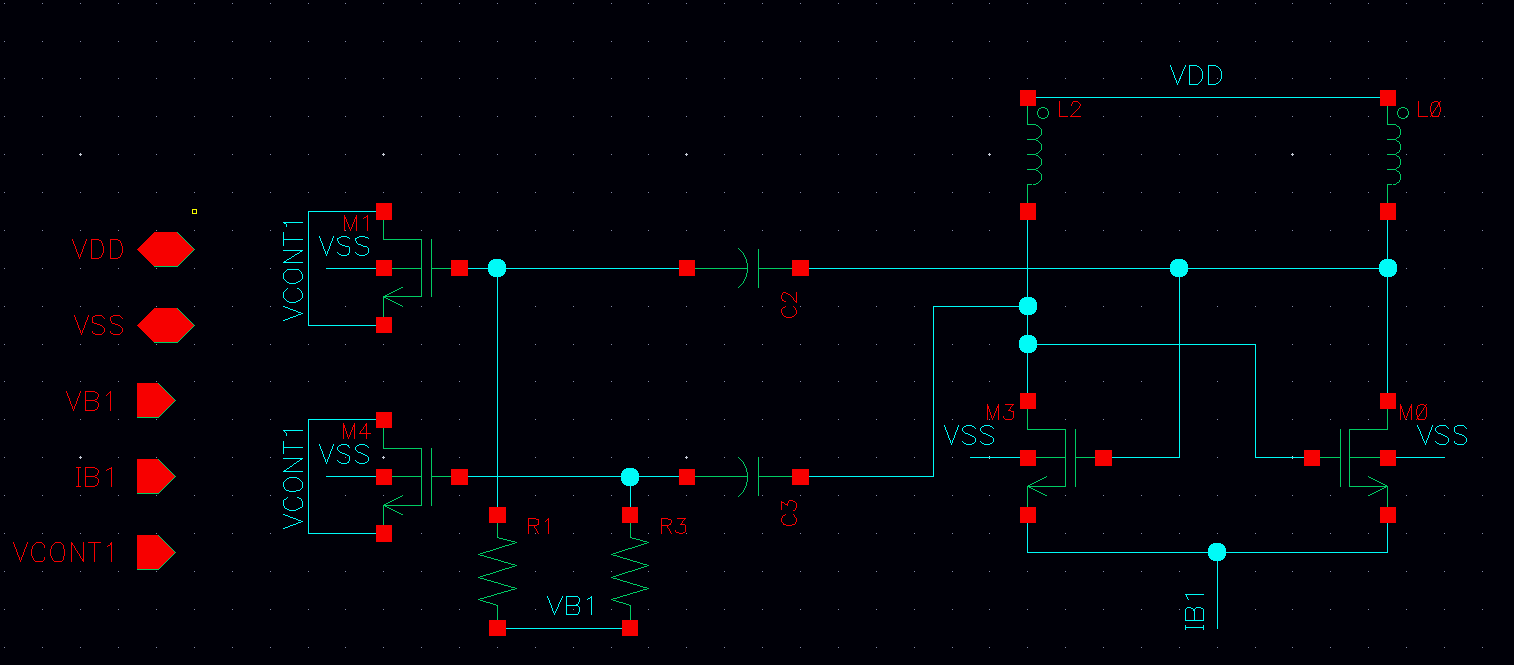 VDD
L2
LØ
M1
VSS
VCONT1
VDD
C2
VSS
VB1
M3
MØ
VSS
VSS
M4
VSS
VCONT1
IB1
C3
R1
R3
VCONT1
VB1
IB1